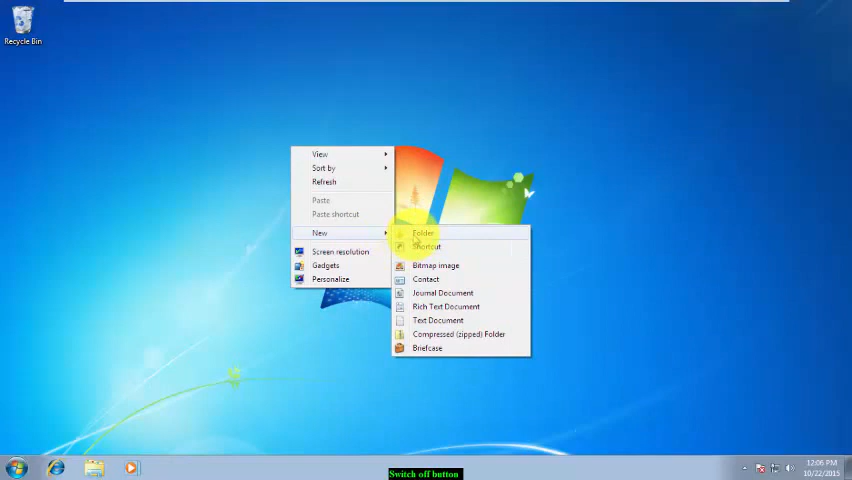 Recycle Bin
View
Sort by
Refresh
Paste
Paste shortcut
New
Screen resolution
Gadgets
Personalize
Folder
Shortcut
Bitmap image
Contact
Journal Document
Rich Text Document
Text Document
Compressed (zipped) Folder
Briefcase
Switch off button
12:06 PM
10/22/2015